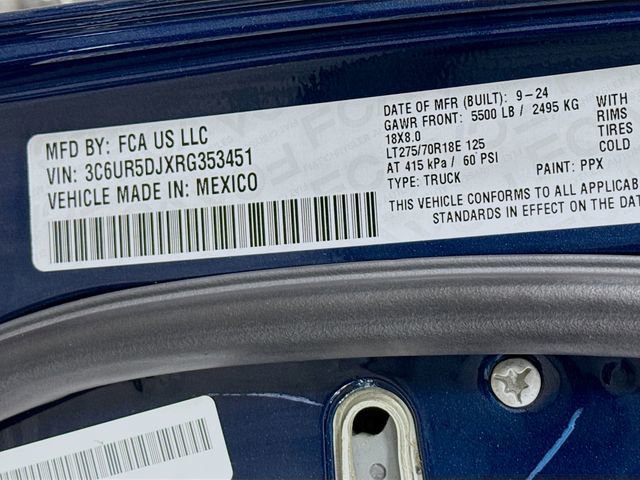 MFD BY: FCA US LLC
VIN: 3C6UR5DJXRG353451
VEHICLE MADE IN: MEXICO
DATE OF MFR (BUILT): 9-24
GAWR FRONT: 5500 LB / 2495 KG WITH
18X8.0 RIMS
LT275/70R18E 125 TIRES
AT 415 kPa / 60 PSI COLD
TYPE: TRUCK PAINT: PPX
THIS VEHICLE CONFORMS TO ALL APPLICAB
STANDARDS IN EFFECT ON THE DAT